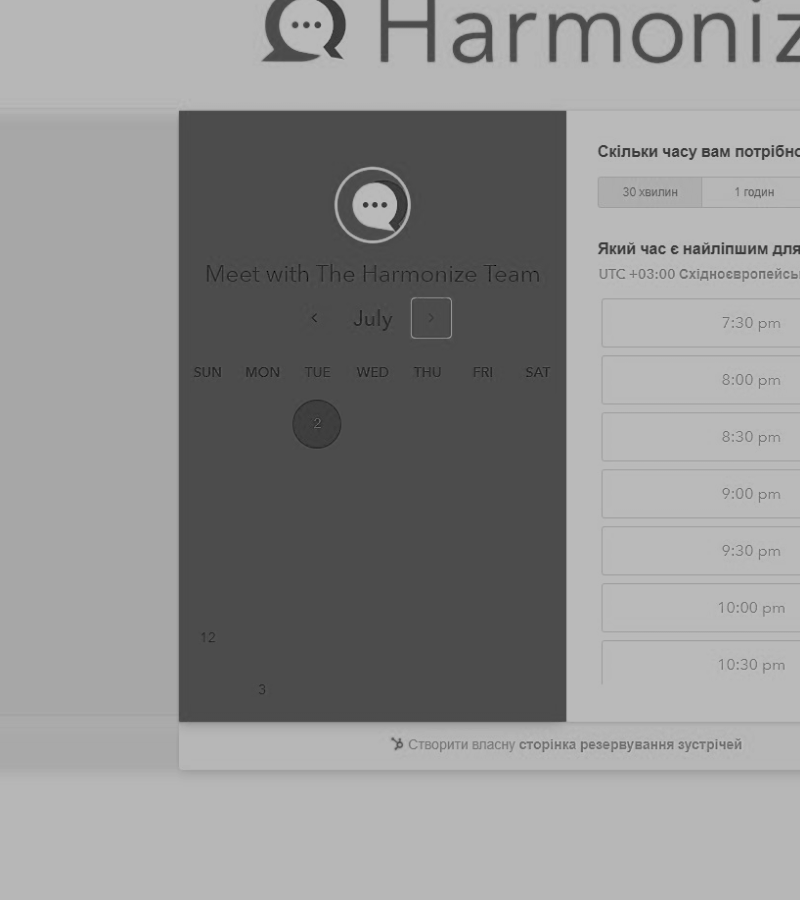 Harmoniz
Meet with The Harmonize Team
July
SUN MON TUE WED THU FRI SAT
2
12
3
Скільки часу вам потрібно
30 хвилин 1 годин
Який час є найліпшим для
UTC +03:00 Східноєвропейсь
7:30 pm
8:00 pm
8:30 pm
9:00 pm
9:30 pm
10:00 pm
10:30 pm
Створити власну сторінка резервування зустрічей